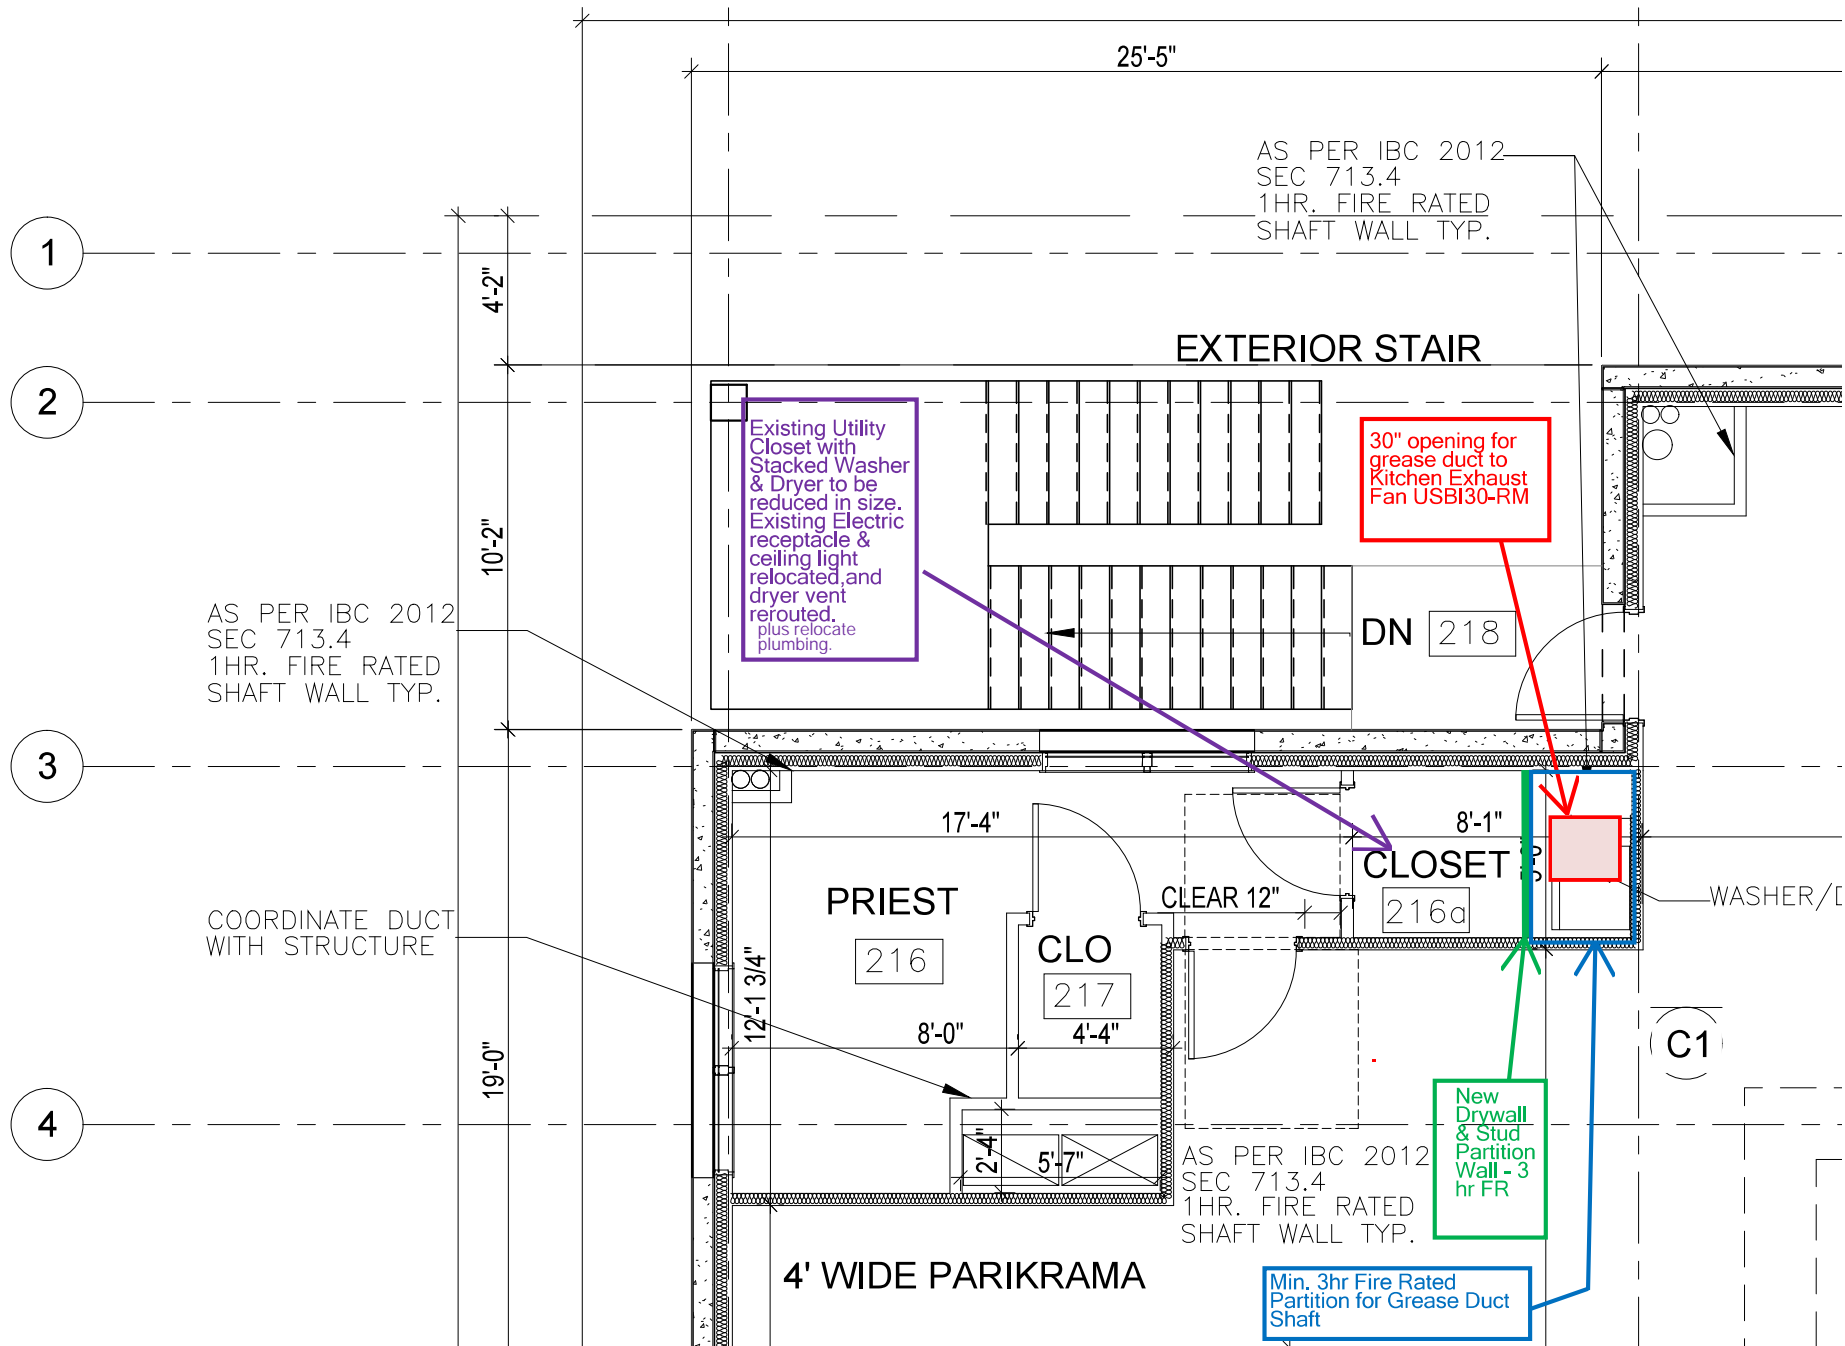 25'-5"
AS PER IBC 2012
SEC 713.4
1HR. FIRE RATED
SHAFT WALL TYP.
1
4'-2"
EXTERIOR STAIR
2
Existing Utility
Closet with
Stacked Washer
& Dryer to be
reduced in size.
Existing Electric
receptacle &
ceiling light
relocated,and
dryer vent
rerouted.
plus relocate
plumbing.
30" opening for
grease duct to
Kitchen Exhaust
Fan USBI30-RM
10'-2"
AS PER IBC 2012
SEC 713.4
1HR. FIRE RATED
SHAFT WALL TYP.
DN
218
3
17'-4"
8'-1"
CLOSET
216a
PRIEST
216
CLEAR 12"
WASHER/D
COORDINATE DUCT
WITH STRUCTURE
CLO
217
12'-1 3/4"
8'-0"
4'-4"
19'-0"
C1
4
2'-4"
5'-7"
New
Drywall
& Stud
Partition
Wall - 3
hr FR
AS PER IBC 2012
SEC 713.4
1HR. FIRE RATED
SHAFT WALL TYP.
4' WIDE PARIKRAMA
Min. 3hr Fire Rated
Partition for Grease Duct
Shaft